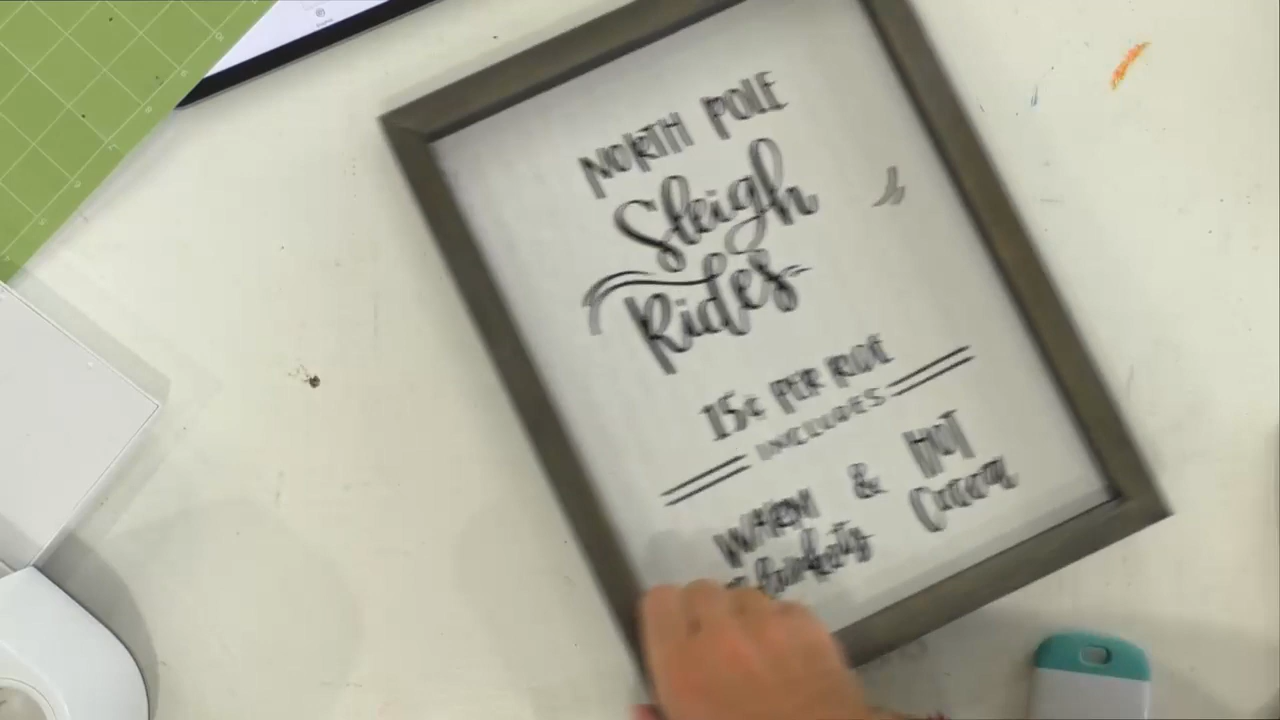 NORTH POLE
Sleigh
Rides
15¢ PER RIDE
INCLUDES
WARM & HOT
blankets Cocoa